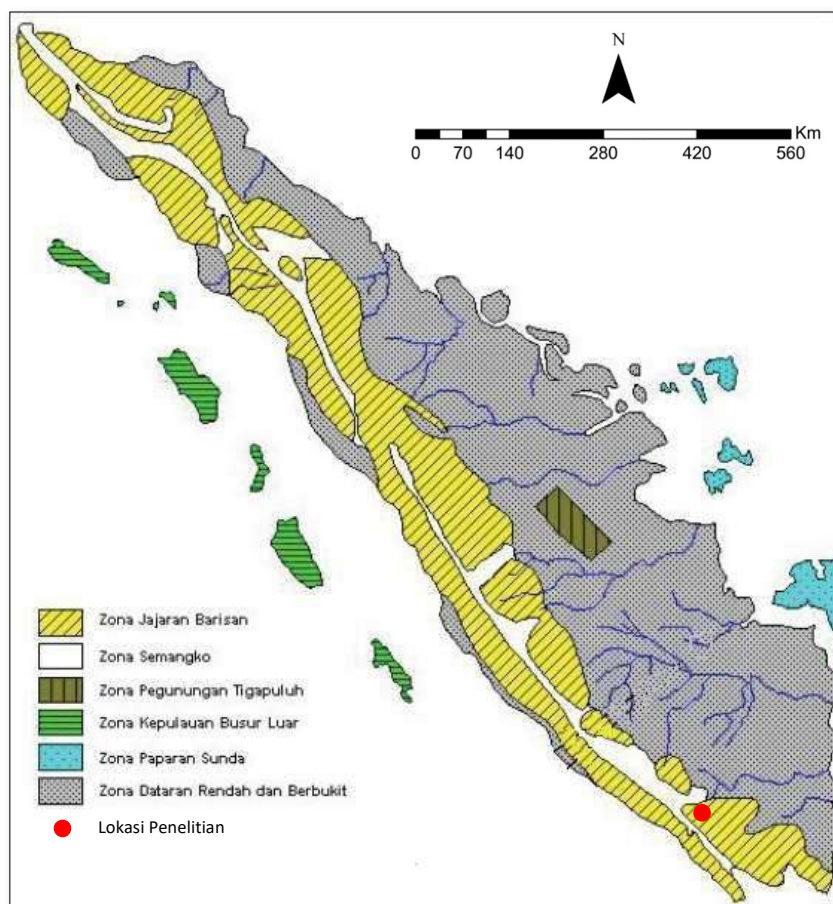 N
Km
0 70 140 280 420 560
Zona Jajaran Barisan
Zona Semangko
Zona Pegunungan Tigapuluh
Zona Kepulauan Busur Luar
Zona Paparan Sunda
Zona Dataran Rendah dan Berbukit
Lokasi Penelitian